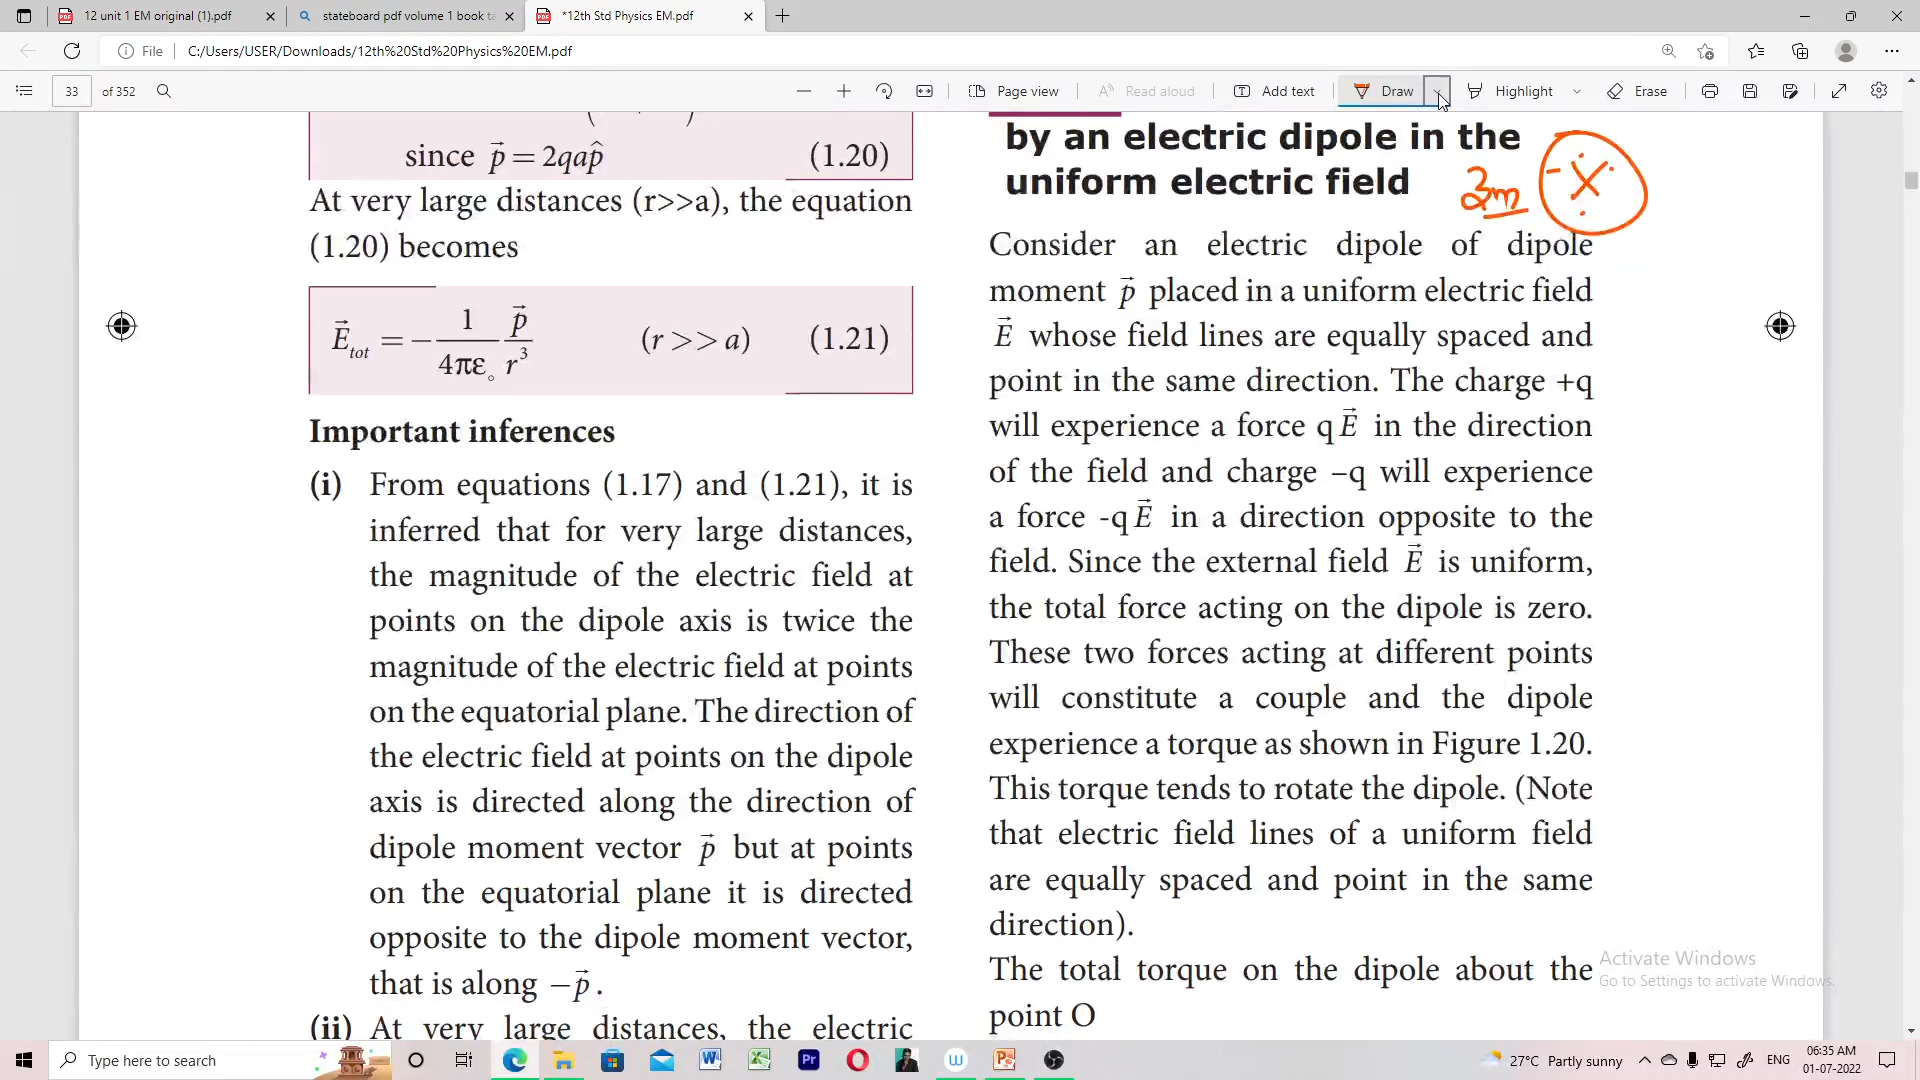 12 unit 1 EM original (1).pdf
stateboard pdf volume 1 book ta
*12th Std Physics EM.pdf
File
C:/Users/USER/Downloads/12th%20Std%20Physics%20EM.pdf
33 of 352
Page view
Read aloud
Add text
Draw
Highlight
Erase
since p⃗ = 2qap̂ (1.20)
At very large distances (r>>a), the equation
(1.20) becomes
E⃗tot = − 1/4πε∘ p⃗/r³ (r >> a) (1.21)
Important inferences
(i) From equations (1.17) and (1.21), it is
inferred that for very large distances,
the magnitude of the electric field at
points on the dipole axis is twice the
magnitude of the electric field at points
on the equatorial plane. The direction of
the electric field at points on the dipole
axis is directed along the direction of
dipole moment vector p⃗ but at points
on the equatorial plane it is directed
opposite to the dipole moment vector,
that is along −p⃗.
(ii) At very large distances, the electric
by an electric dipole in the
uniform electric field
3m
Consider an electric dipole of dipole
moment p⃗ placed in a uniform electric field
E⃗ whose field lines are equally spaced and
point in the same direction. The charge +q
will experience a force qE⃗ in the direction
of the field and charge –q will experience
a force -qE⃗ in a direction opposite to the
field. Since the external field E⃗ is uniform,
the total force acting on the dipole is zero.
These two forces acting at different points
will constitute a couple and the dipole
experience a torque as shown in Figure 1.20.
This torque tends to rotate the dipole. (Note
that electric field lines of a uniform field
are equally spaced and point in the same
direction).
The total torque on the dipole about the
point O
Activate Windows
Go to Settings to activate Windows.
Type here to search
27°C Partly sunny
ENG
06:35 AM
01-07-2022